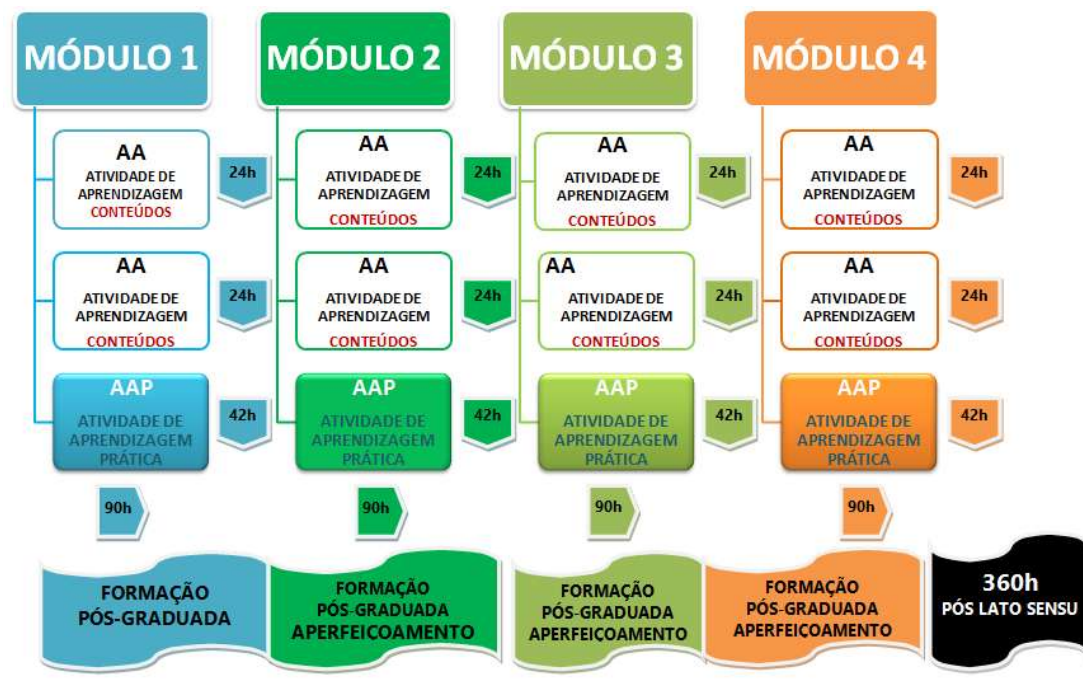 MÓDULO 1
AA
ATIVIDADE DE
APRENDIZAGEM
CONTEÚDOS
24h
AA
ATIVIDADE DE
APRENDIZAGEM
CONTEÚDOS
24h
AAP
ATIVIDADE DE
APRENDIZAGEM
PRÁTICA
42h
90h
FORMAÇÃO
PÓS-GRADUADA
MÓDULO 2
AA
ATIVIDADE DE
APRENDIZAGEM
CONTEÚDOS
24h
AA
ATIVIDADE DE
APRENDIZAGEM
CONTEÚDOS
24h
AAP
ATIVIDADE DE
APRENDIZAGEM
PRÁTICA
42h
90h
FORMAÇÃO
PÓS-GRADUADA
APERFEIÇOAMENTO
MÓDULO 3
AA
ATIVIDADE DE
APRENDIZAGEM
CONTEÚDOS
24h
AA
ATIVIDADE DE
APRENDIZAGEM
CONTEÚDOS
24h
AAP
ATIVIDADE DE
APRENDIZAGEM
PRÁTICA
42h
90h
FORMAÇÃO
PÓS-GRADUADA
APERFEIÇOAMENTO
MÓDULO 4
AA
ATIVIDADE DE
APRENDIZAGEM
CONTEÚDOS
24h
AA
ATIVIDADE DE
APRENDIZAGEM
CONTEÚDOS
24h
AAP
ATIVIDADE DE
APRENDIZAGEM
PRÁTICA
42h
90h
FORMAÇÃO
PÓS-GRADUADA
APERFEIÇOAMENTO
360h
PÓS LATO SENSU